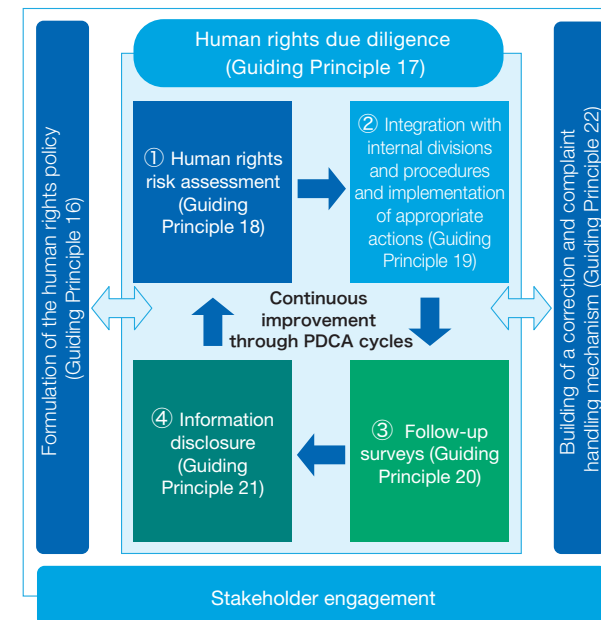 Human rights due diligence
(Guiding Principle 17)
Formulation of the human rights policy
(Guiding Principle 16)
① Human rights
risk assessment
(Guiding
Principle 18)
② Integration with
internal divisions
and procedures
and implementation
of appropriate
actions (Guiding
Principle 19)
Continuous
improvement
through PDCA cycles
④ Information
disclosure
(Guiding
Principle 21)
③ Follow-up
surveys (Guiding
Principle 20)
Building of a correction and complaint
handling mechanism (Guiding Principle 22)
Stakeholder engagement